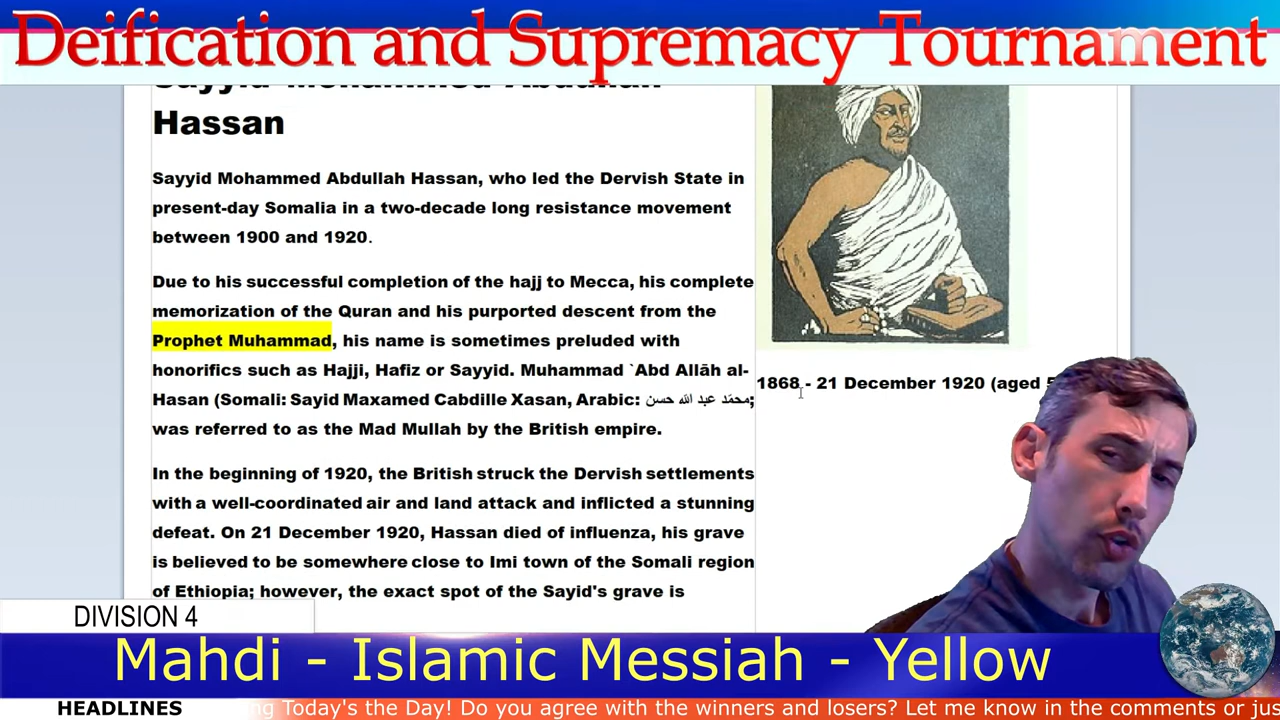 Deification and Supremacy Tournament
Sayyid Mohammed Abdullah
Hassan
Sayyid Mohammed Abdullah Hassan, who led the Dervish State in
present-day Somalia in a two-decade long resistance movement
between 1900 and 1920.
Due to his successful completion of the hajj to Mecca, his complete
memorization of the Quran and his purported descent from the
Prophet Muhammad, his name is sometimes preluded with
honorifics such as Hajji, Hafiz or Sayyid. Muhammad `Abd Allāh al-
Hasan (Somali: Sayid Maxamed Cabdille Xasan, Arabic: محمّد عبد الله حسن;
was referred to as the Mad Mullah by the British empire.
In the beginning of 1920, the British struck the Dervish settlements
with a well-coordinated air and land attack and inflicted a stunning
defeat. On 21 December 1920, Hassan died of influenza, his grave
is believed to be somewhere close to Imi town of the Somali region
of Ethiopia; however, the exact spot of the Sayid's grave is
1868 - 21 December 1920 (aged
DIVISION 4
Mahdi - Islamic Messiah - Yellow
HEADLINES
ng Today's the Day! Do you agree with the winners and losers? Let me know in the comments or jus